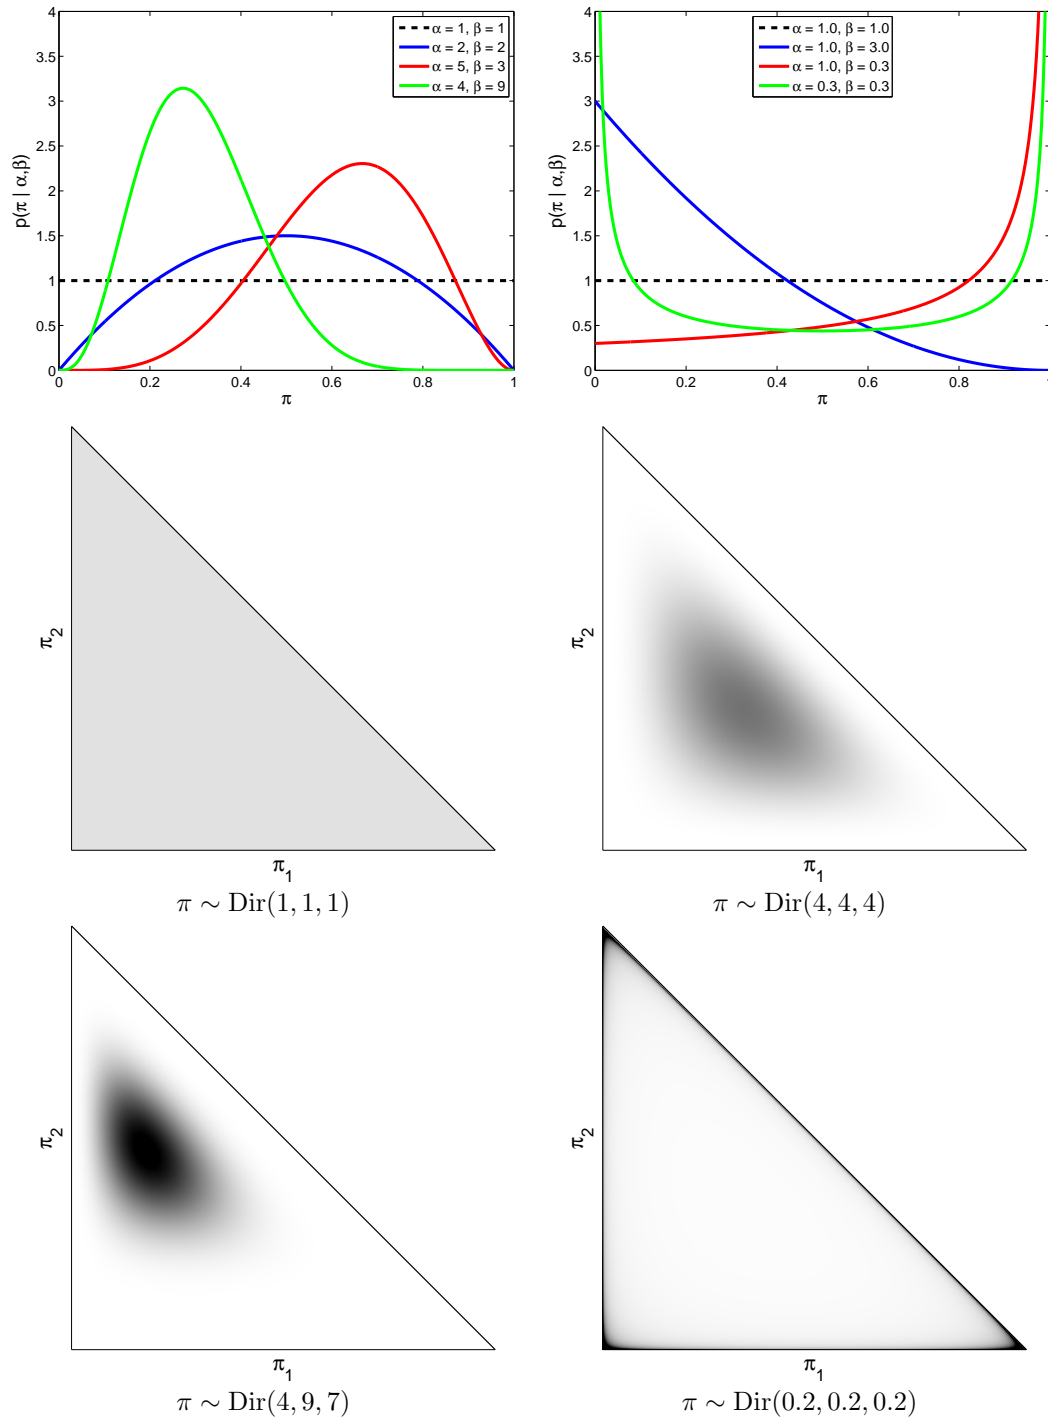 4
3.5
3
2.5
2
1.5
1
0.5
0
0 0.2 0.4 0.6 0.8 1
p(π | α,β)
π
α = 1, β = 1
α = 2, β = 2
α = 5, β = 3
α = 4, β = 9
4
3.5
3
2.5
2
1.5
1
0.5
0
0 0.2 0.4 0.6 0.8 1
p(π | α,β)
π
α = 1.0, β = 1.0
α = 1.0, β = 3.0
α = 1.0, β = 0.3
α = 0.3, β = 0.3
π₂
π₁
π ∼ Dir(1, 1, 1)
π₂
π₁
π ∼ Dir(4, 4, 4)
π₂
π₁
π ∼ Dir(4, 9, 7)
π₂
π₁
π ∼ Dir(0.2, 0.2, 0.2)